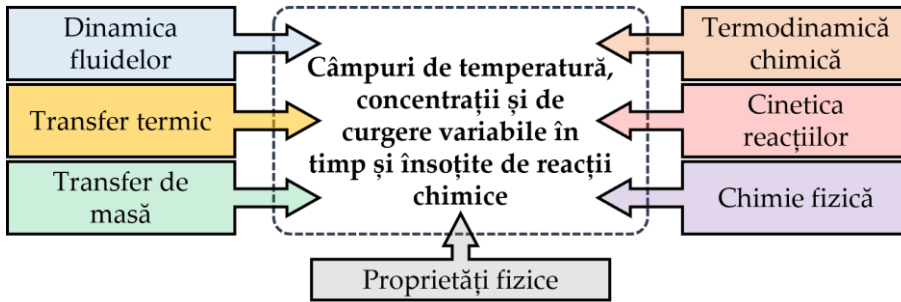 Dinamica
fluidelor
Transfer termic
Transfer de
masă
Câmpuri de temperatură,
concentrații și de
curgere variabile în
timp și însoțite de reacții
chimice
Termodinamică
chimică
Cinetica
reacțiilor
Chimie fizică
Proprietăți fizice